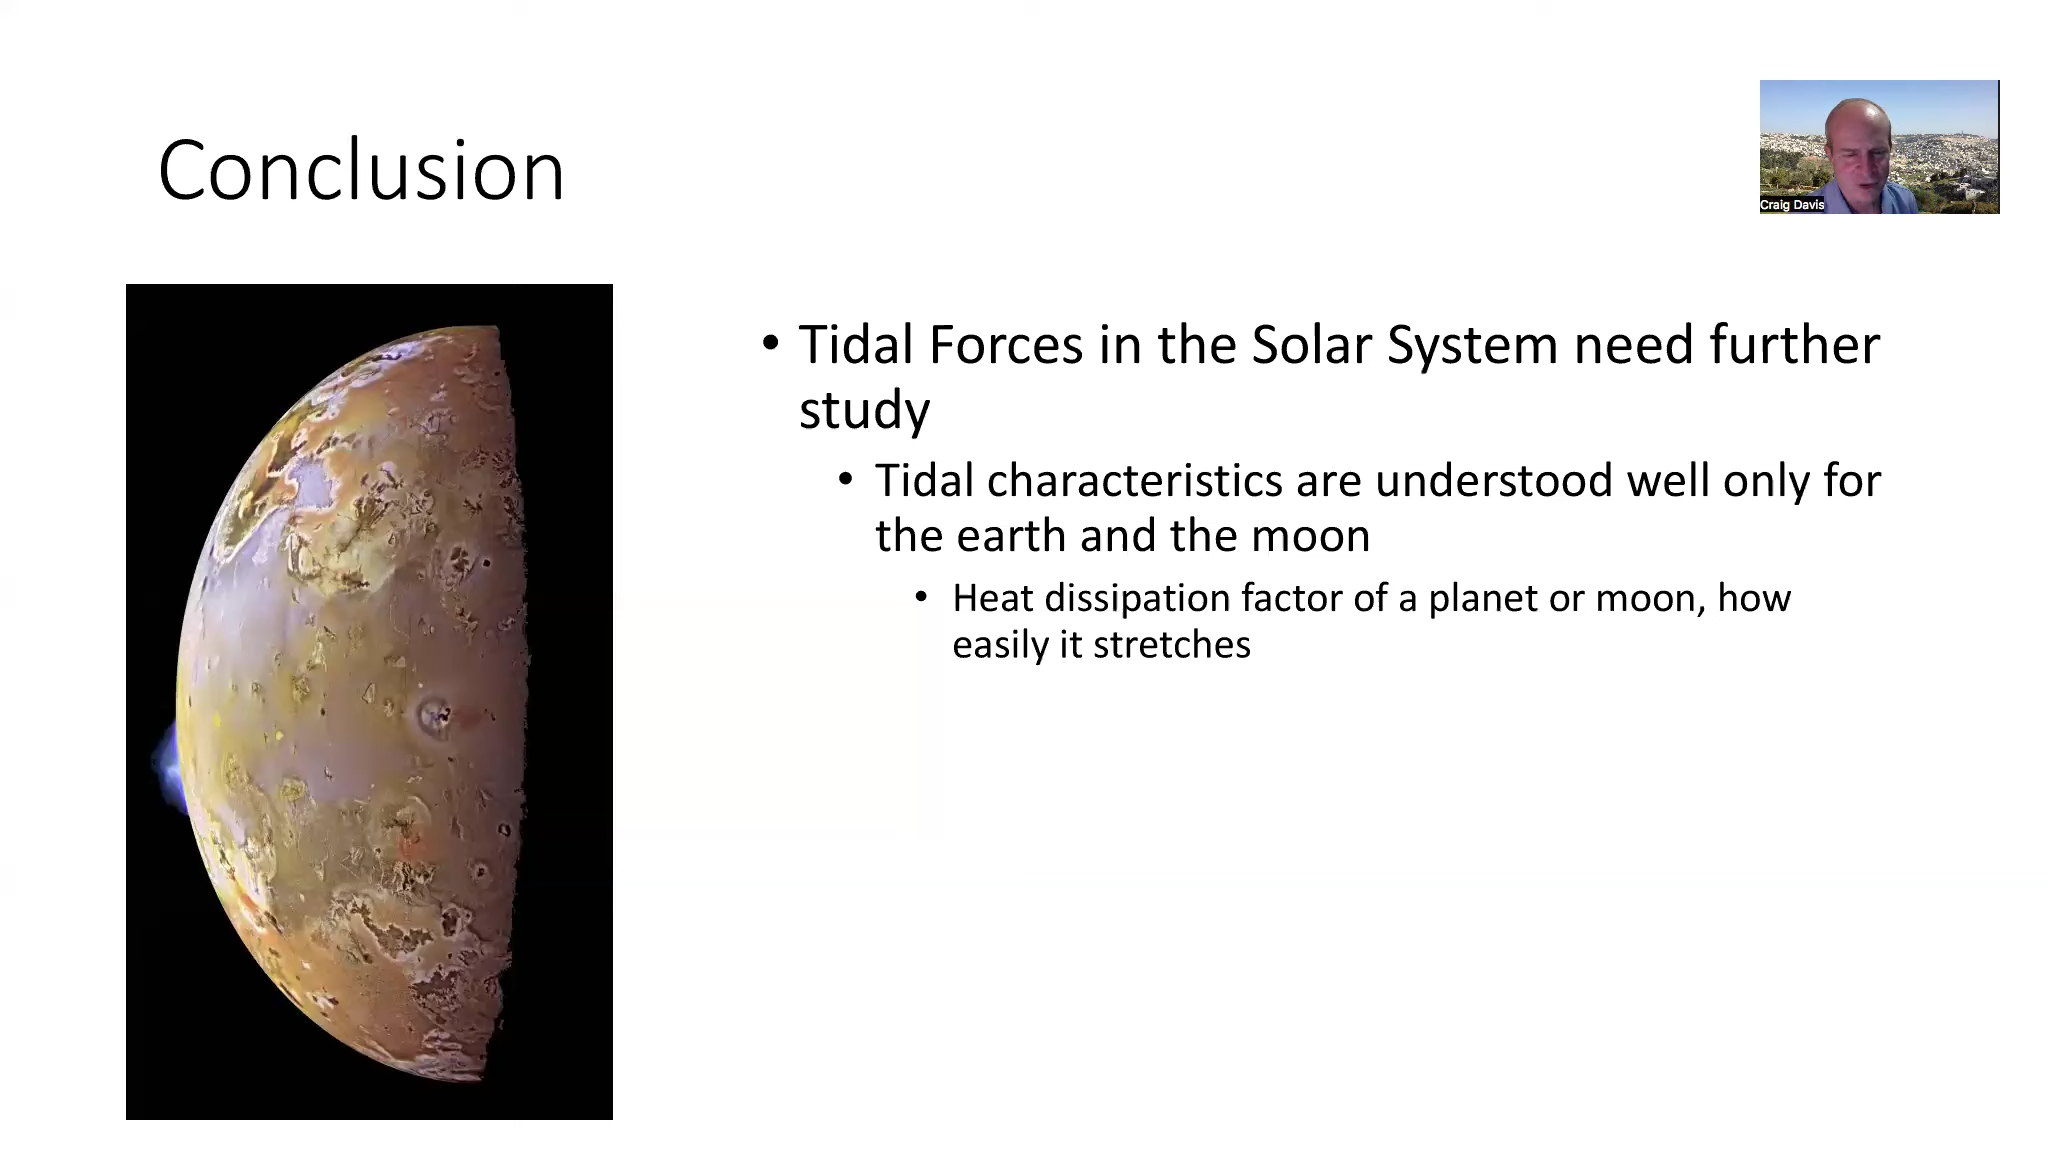 Conclusion
Craig Davis
• Tidal Forces in the Solar System need further
study
• Tidal characteristics are understood well only for
the earth and the moon
• Heat dissipation factor of a planet or moon, how
easily it stretches